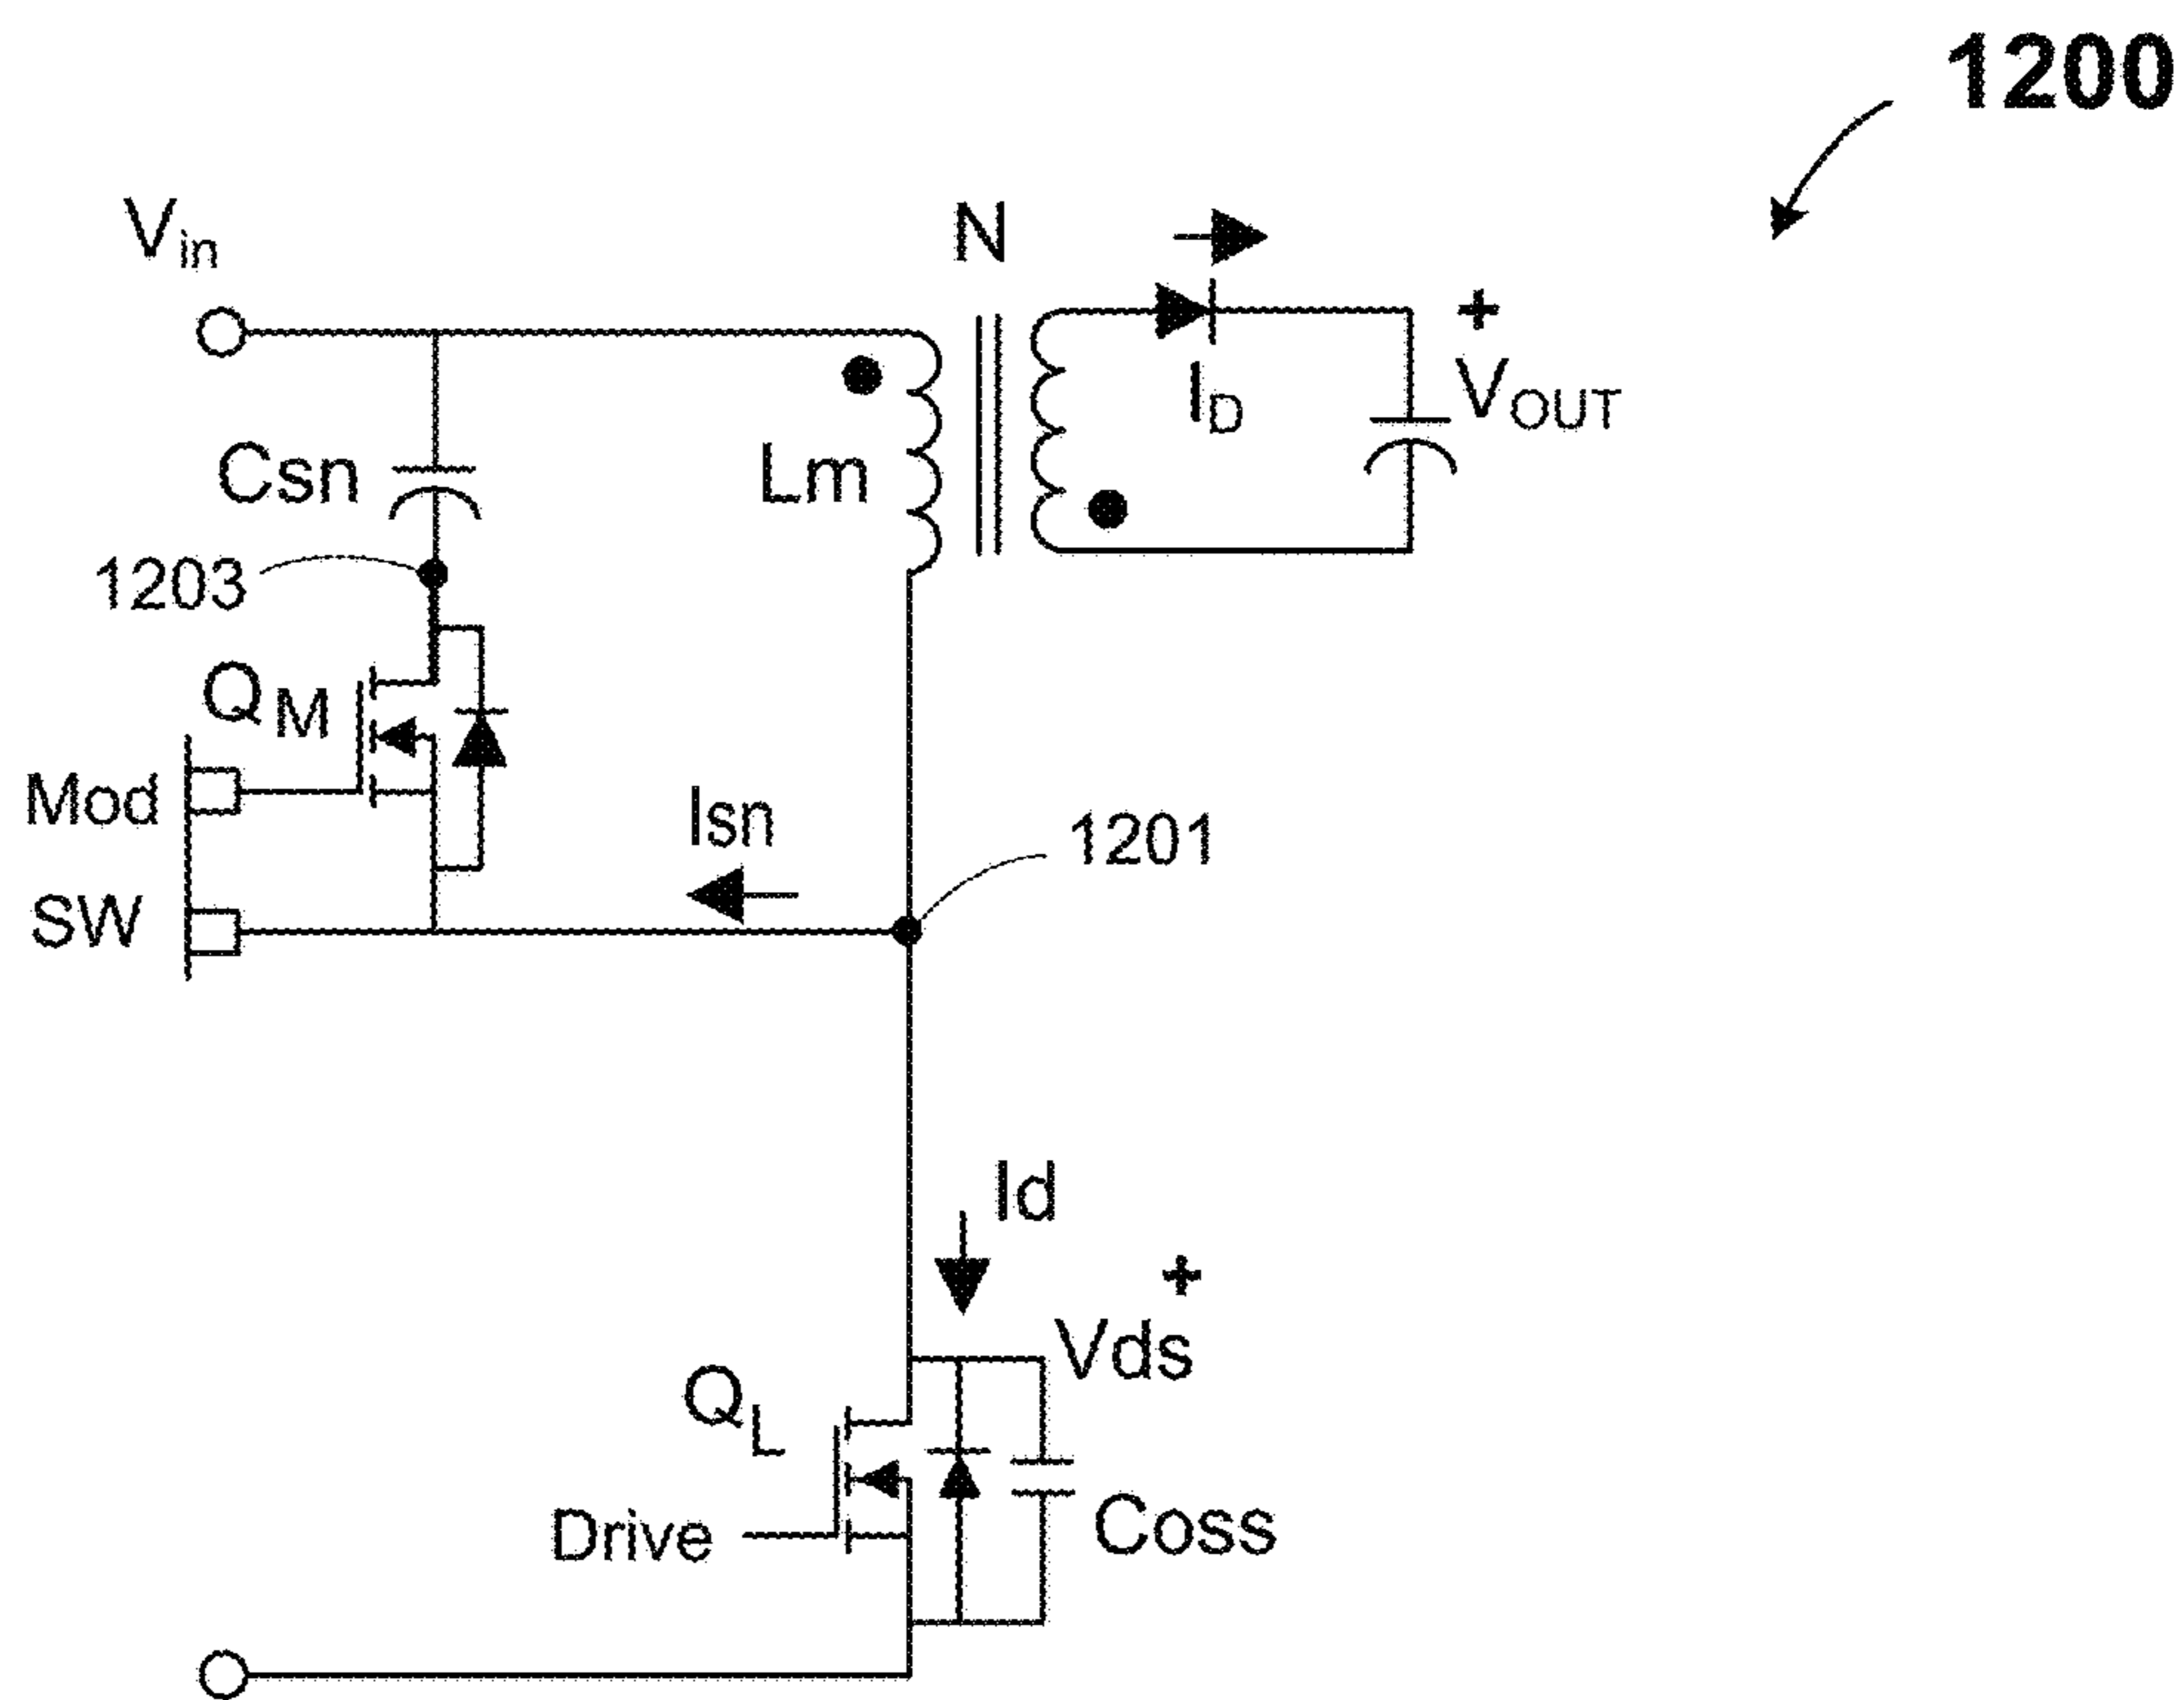 1200
Vin
N
+
ID
VOUT
Csn
Lm
1203
QM
Mod
Isn
1201
SW
Id
+
Vds
QL
Drive
Coss